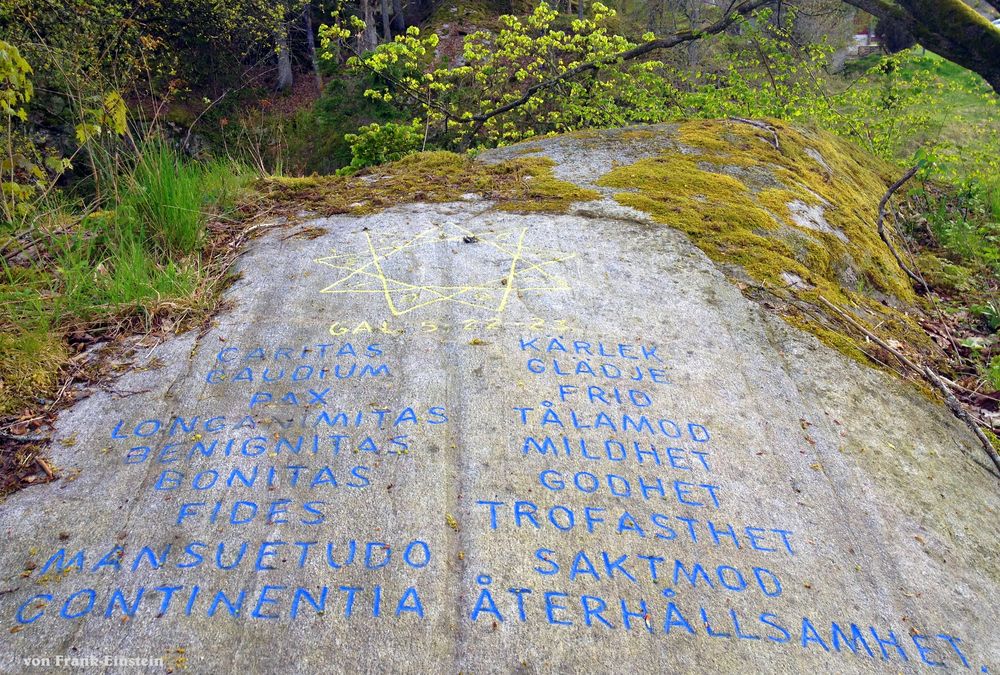 GAL 5:22-23.
CARITAS KÄRLEK
GAUDIUM GLÄDJE
PAX FRID
LONGANIMITAS TÅLAMOD
BENIGNITAS MILDHET
BONITAS GODHET
FIDES TROFASTHET
MANSUETUDO SAKTMOD
CONTINENTIA ÅTERHÅLLSAMHET.
von Frank-Einstein